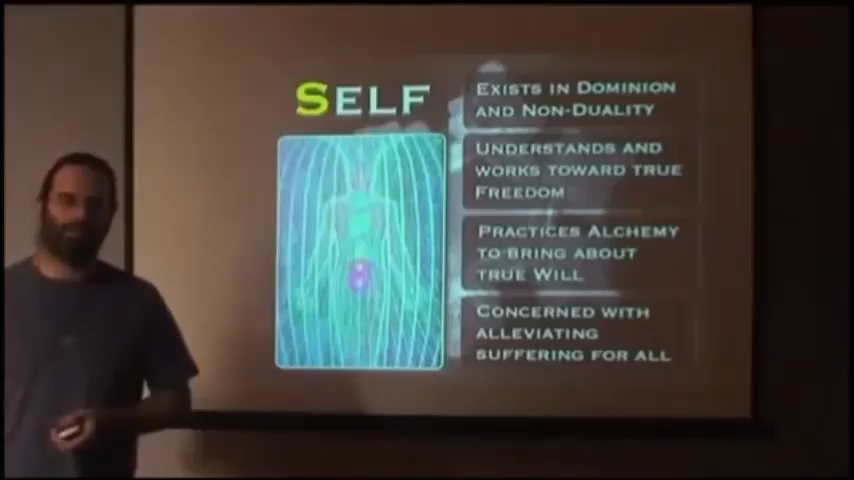 SELF
EXISTS IN DOMINION
AND NON-DUALITY
UNDERSTANDS AND
WORKS TOWARD TRUE
FREEDOM
PRACTICES ALCHEMY
TO BRING ABOUT
TRUE WILL
CONCERNED WITH
ALLEVIATING
SUFFERING FOR ALL